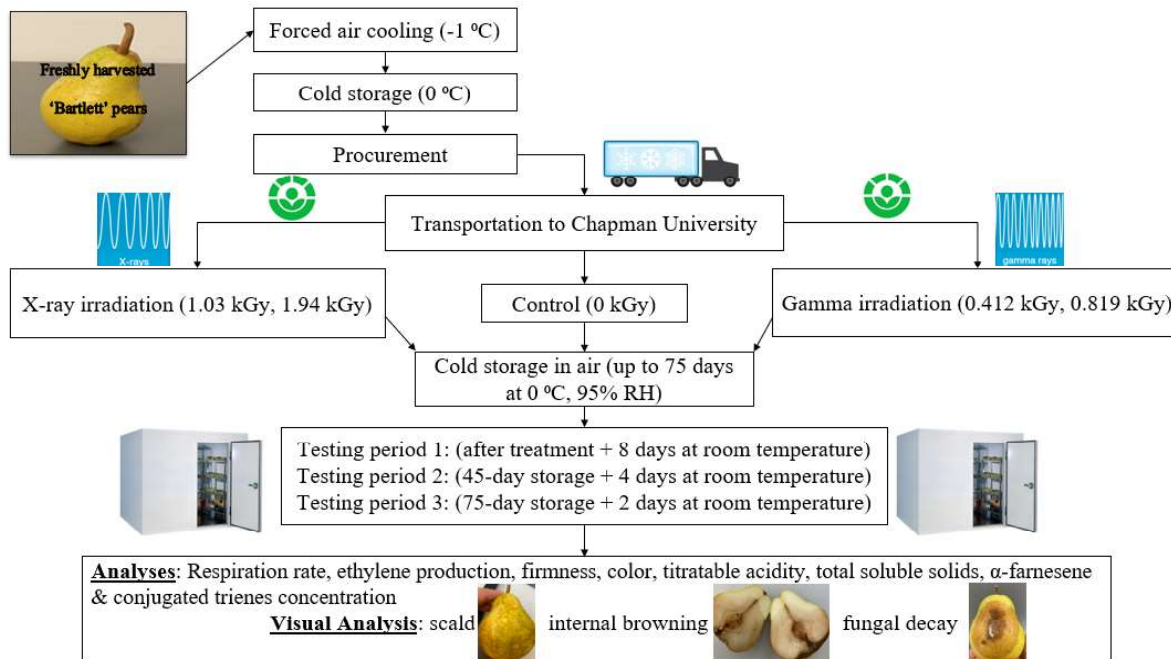 Freshly harvested
‘Bartlett’ pears
Forced air cooling (-1 ⁰C)
Cold storage (0 ⁰C)
Procurement
Transportation to Chapman University
X-rays
gamma rays
X-ray irradiation (1.03 kGy, 1.94 kGy)
Control (0 kGy)
Gamma irradiation (0.412 kGy, 0.819 kGy)
Cold storage in air (up to 75 days
at 0 ⁰C, 95% RH)
Testing period 1: (after treatment + 8 days at room temperature)
Testing period 2: (45-day storage + 4 days at room temperature)
Testing period 3: (75-day storage + 2 days at room temperature)
Analyses: Respiration rate, ethylene production, firmness, color, titratable acidity, total soluble solids, α-farnesene
& conjugated trienes concentration
Visual Analysis: scald internal browning fungal decay